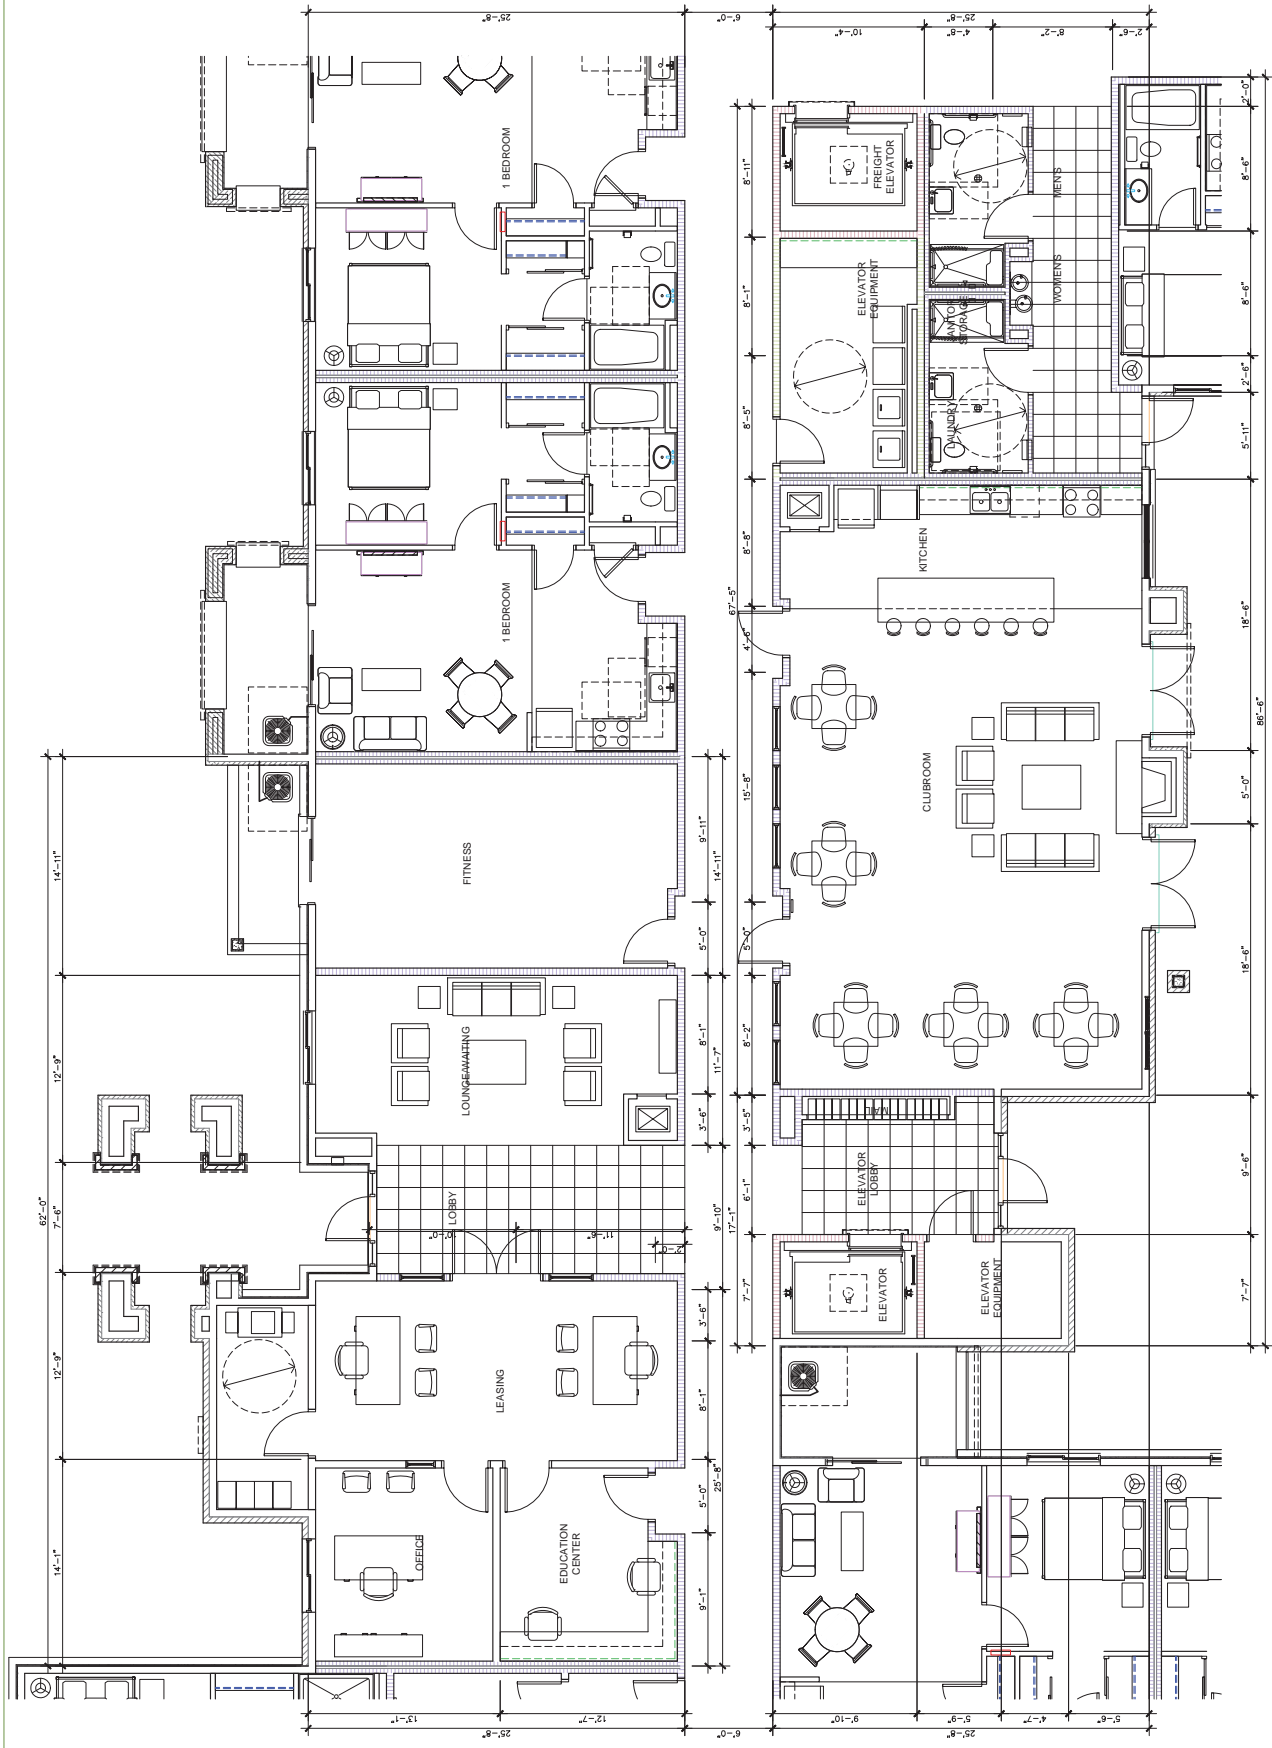 25'-8"
6'-0"
25'-8"
10'-4"
4'-8"
8'-2"
2'-6"
1 BEDROOM
1 BEDROOM
FITNESS
LOUNGE/WAITING
LOBBY
LEASING
OFFICE
EDUCATION
CENTER
FREIGHT
ELEVATOR
ELEVATOR
EQUIPMENT
MEN'S
WOMEN'S
STORAGE
LAUNDRY
KITCHEN
CLUBROOM
MAIL
ELEVATOR
LOBBY
ELEVATOR
ELEVATOR
EQUIPMENT
62'-0"
14'-11"
12'-9"
7'-6"
12'-9"
14'-1"
10'-0"
11'-6"
2'-0"
9'-11"
5'-0"
8'-1"
3'-6"
3'-6"
8'-1"
5'-0"
9'-1"
14'-11"
11'-7"
9'-10"
25'-8"
67'-5"
17'-1"
8'-11"
8'-1"
8'-5"
8'-8"
4'-6"
15'-8"
5'-0"
8'-2"
3'-5"
6'-1"
7'-7"
2'-0"
8'-6"
8'-6"
2'-6"
5'-11"
18'-6"
5'-0"
18'-6"
9'-6"
7'-7"
86'-6"
13'-1"
12'-7"
25'-8"
6'-0"
9'-10"
5'-9"
4'-7"
5'-6"
25'-8"